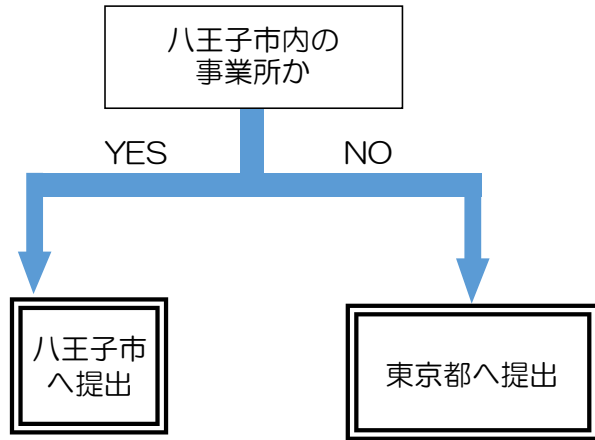 八王子市内の
事業所か
YES
NO
八王子市
へ提出
東京都へ提出